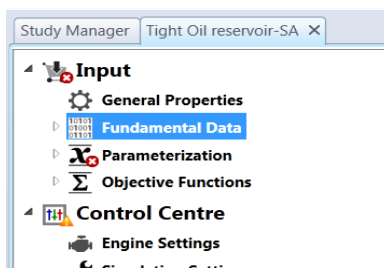 Study Manager Tight Oil reservoir-SA
Input
General Properties
Fundamental Data
Parameterization
Objective Functions
Control Centre
Engine Settings